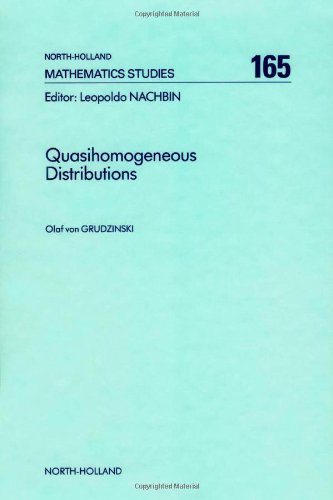 NORTH-HOLLAND
MATHEMATICS STUDIES 165
Editor: Leopoldo NACHBIN
Quasihomogeneous
Distributions
Olaf von GRUDZINSKI
NORTH-HOLLAND